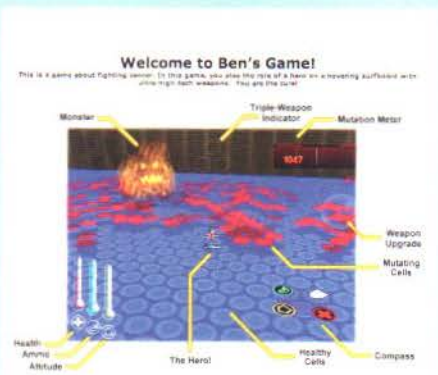 Welcome to Ben's Game!
This is a game about fighting cancer. In this game, you play the role of a hero on a hovering surfboard with
ultra-high tech weapons. You are the cure!
Triple-Weapon
Indicator
Monster
Mutation Meter
1047
Weapon
Upgrade
Mutating
Cells
Health
Ammo
Attitude
The Hero!
Healthy
Cells
Compass